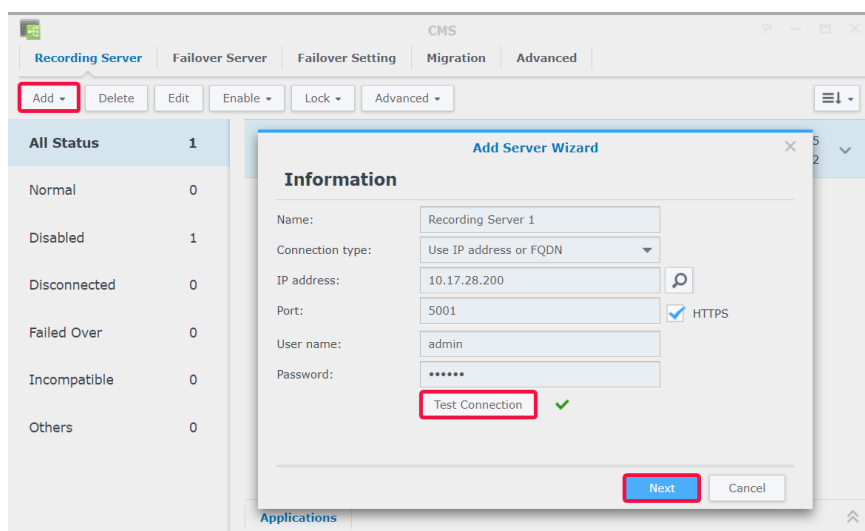 CMS
Recording Server Failover Server Failover Setting Migration Advanced
Add Delete Edit Enable Lock Advanced
All Status 1
Normal 0
Disabled 1
Disconnected 0
Failed Over 0
Incompatible 0
Others 0
5
2
Add Server Wizard
Information
Name: Recording Server 1
Connection type: Use IP address or FQDN
IP address: 10.17.28.200
Port: 5001 HTTPS
User name: admin
Password: ••••••
Test Connection
Next Cancel
Applications